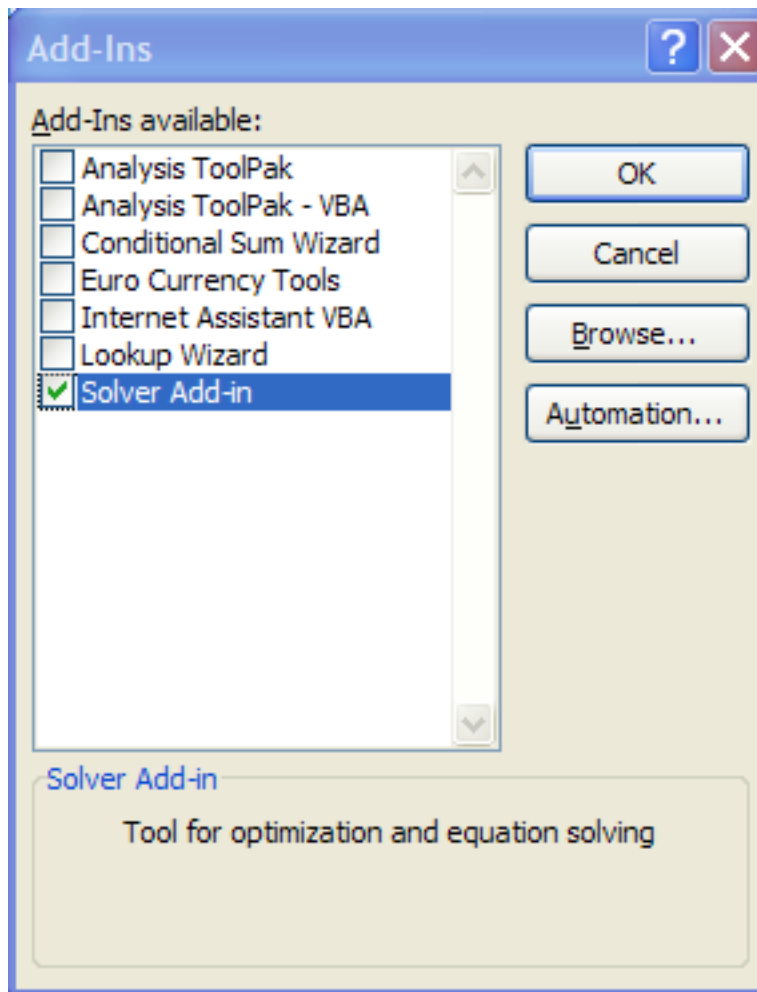 Add-Ins
Add-Ins available:
Analysis ToolPak
Analysis ToolPak - VBA
Conditional Sum Wizard
Euro Currency Tools
Internet Assistant VBA
Lookup Wizard
Solver Add-in
OK
Cancel
Browse...
Automation...
Solver Add-in
Tool for optimization and equation solving